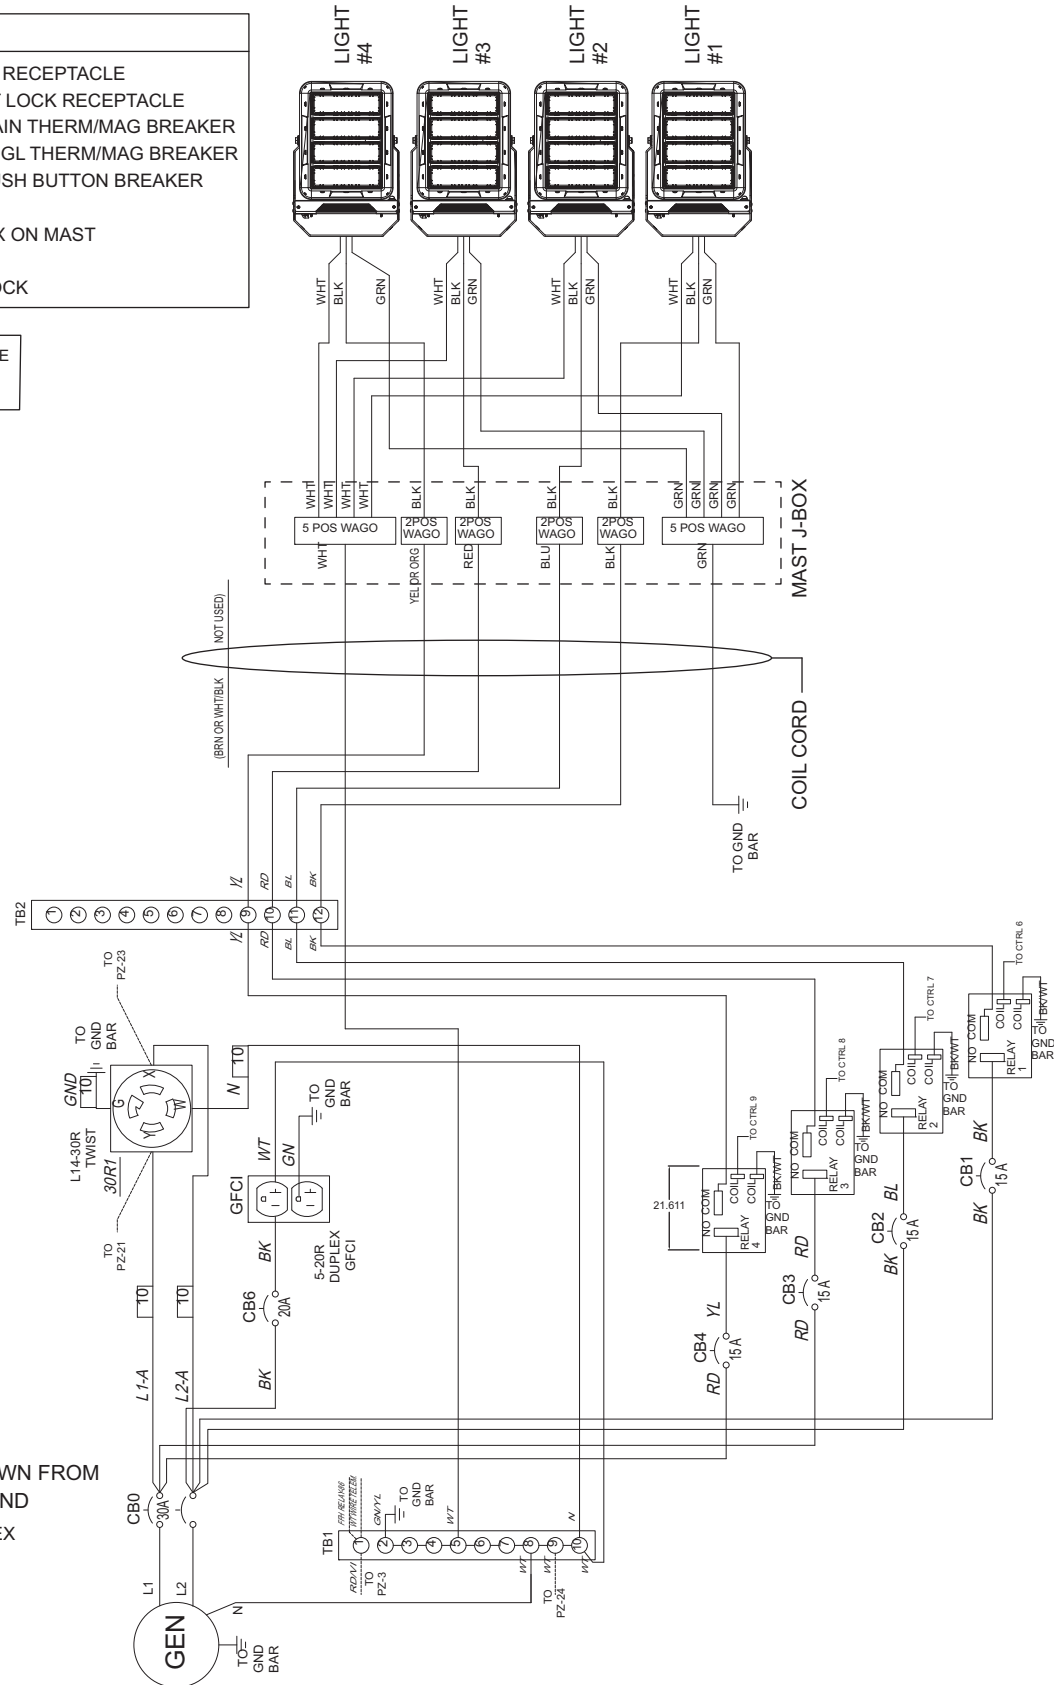 RECEPTACLE
LOCK RECEPTACLE
THERM/MAG BREAKER
THERM/MAG BREAKER
BUTTON BREAKER
ON MAST
LIGHT
#4
LIGHT
#3
LIGHT
#2
LIGHT
#1
WHT
BLK
GRN
WHT
BLK
GRN
WHT
BLK
GRN
WHT
BLK
GRN
WHT
WHT
WHT
WHT
BLK
BLK
BLK
BLK
GRN
GRN
GRN
GRN
5 POS WAGO
2POS
WAGO
2POS
WAGO
2POS
WAGO
2POS
WAGO
5 POS WAGO
WHT
YEL OR ORG
RED
BLU
BLK
GRN
MAST J-BOX
(BRN OR WHT/BLK NOT USED)
COIL CORD
TO GND
BAR
TB2
1
2
3
4
5
6
7
8
9
10
11
12
YL
RD
BL
BK
YL
RD
BL
BK
TO
PZ-23
TO
GND
BAR
GND
10
L14-30R
TWIST
30R1
G
X
Y
W
N
10
TO
PZ-21
10
10
L1-A
L2-A
GFCI
WT
GN
TO
GND
BAR
5-20R
DUPLEX
GFCI
BK
CB6
20A
BK
NO
COM
COIL
COIL
RELAY
1
TO CTRL 6
BK/WT
TO
GND
BAR
NO
COM
COIL
COIL
RELAY
2
TO CTRL 7
BK/WT
TO
GND
BAR
NO
COM
COIL
COIL
RELAY
3
TO CTRL 8
BK/WT
TO
GND
BAR
21.611
NO
COM
COIL
COIL
RELAY
4
TO CTRL 9
BK/WT
TO
GND
BAR
BK
CB1
15 A
BK
BL
CB2
15 A
BK
RD
CB3
15 A
RD
YL
CB4
15 A
RD
FROM
CB0
30A
L1
L2
GEN
N
TO
GND
BAR
TB1
1
2
3
4
5
6
7
8
9
10
RD/VI
TO
PZ-3
GN/YL
TO
GND
BAR
WT
N
WT
WT
WT
TO
PZ-24